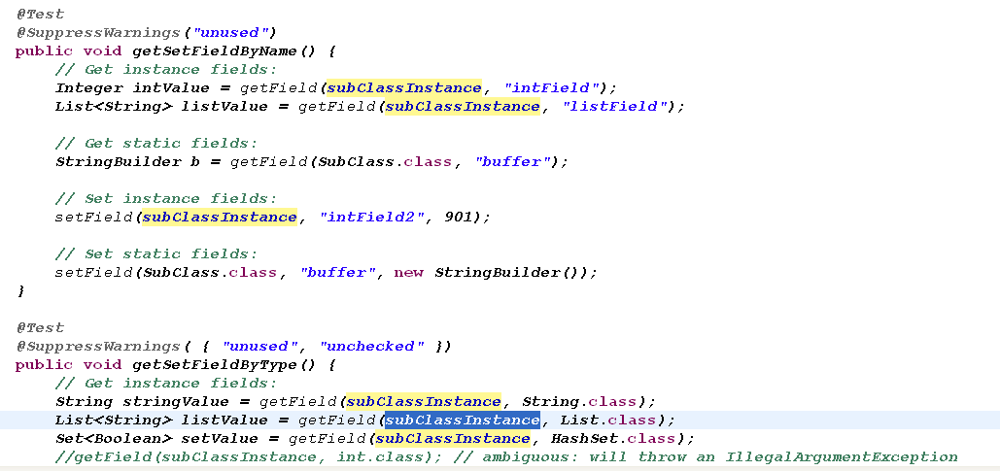 @Test
@SuppressWarnings("unused")
public void getSetFieldByName() {
// Get instance fields:
Integer intValue = getField(subClassInstance, "intField");
List<String> listValue = getField(subClassInstance, "listField");
// Get static fields:
StringBuilder b = getField(SubClass.class, "buffer");
// Set instance fields:
setField(subClassInstance, "intField2", 901);
// Set static fields:
setField(SubClass.class, "buffer", new StringBuilder());
}
@Test
@SuppressWarnings( { "unused", "unchecked" })
public void getSetFieldByType() {
// Get instance fields:
String stringValue = getField(subClassInstance, String.class);
List<String> listValue = getField(subClassInstance, List.class);
Set<Boolean> setValue = getField(subClassInstance, HashSet.class);
//getField(subClassInstance, int.class); // ambiguous: will throw an IllegalArgumentException